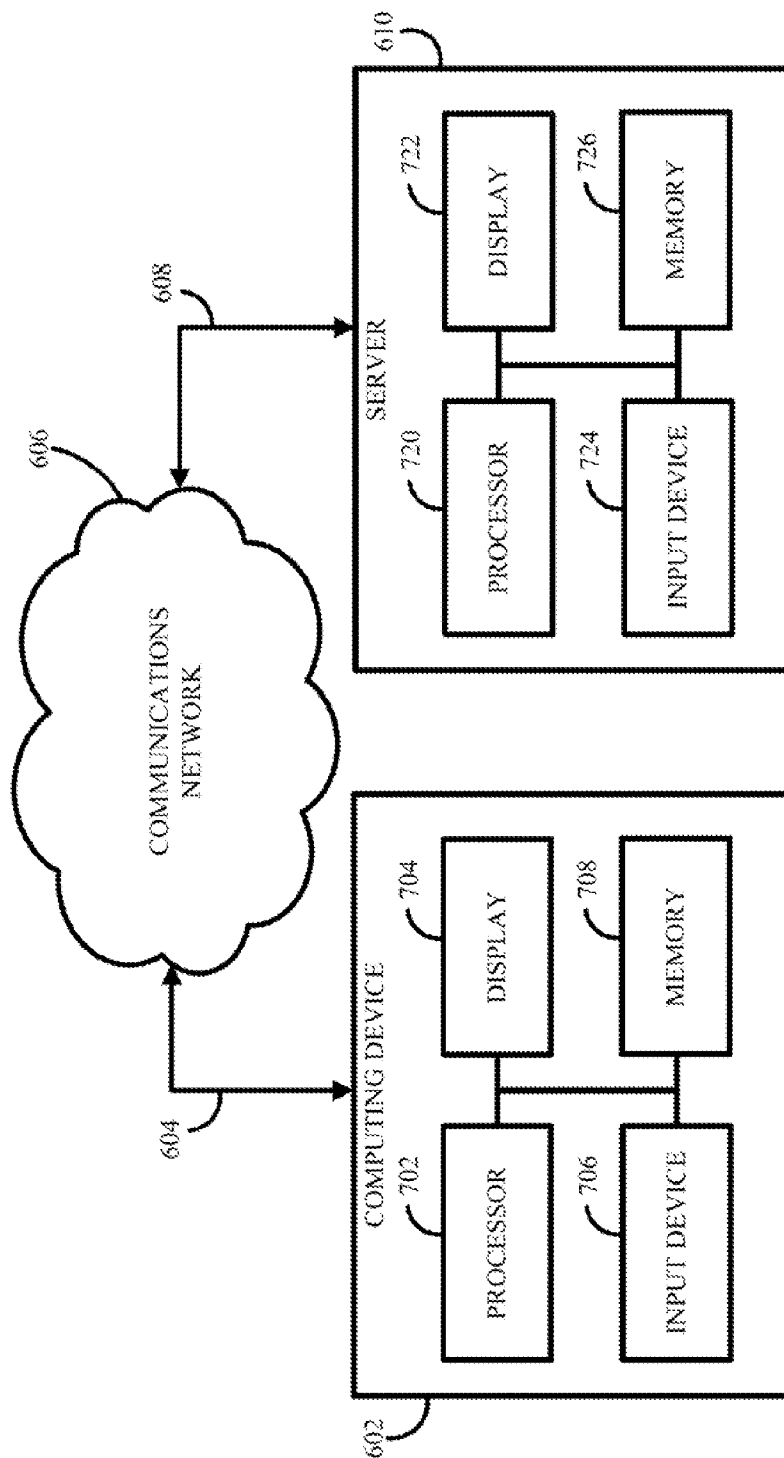 606
COMMUNICATIONS
NETWORK
604
608
602
COMPUTING DEVICE
702
PROCESSOR
704
DISPLAY
706
INPUT DEVICE
708
MEMORY
610
SERVER
720
PROCESSOR
722
DISPLAY
724
INPUT DEVICE
726
MEMORY